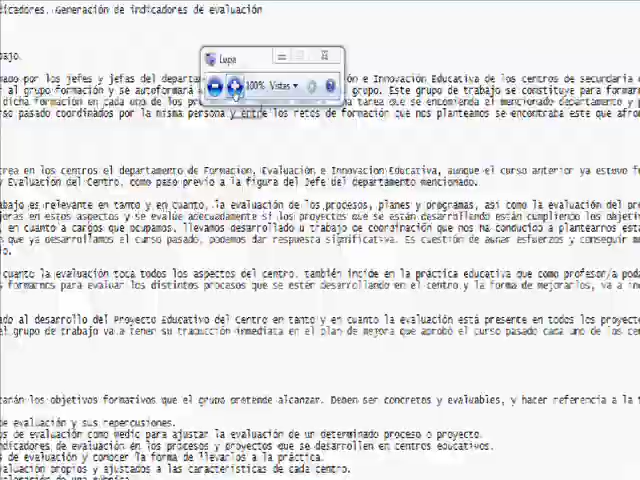 dicadores. Generación de indicadores de evaluación
bajo.
Lupa
100% Vistas
mado por los jefes y jefas del departa n e Innovación Educativa de los centros de secundaria
al grupo formación y se autoformará grupo. Este grupo de trabajo se constituye para formar
dicha formación en cada uno de los pr a tarea que se encomienda el mencionado departamento y
rso pasado coordinados por la misma persona y entre los retos de formación que nos planteamos se encontraba este que afro
crea en los centros el departamento de Formación, Evaluación e Innovación Educativa, aunque el curso anterior ya estuvo
y Evaluación del Centro, como paso previo a la figura del Jefe del departamento mencionado.
abajo es relevante en tanto y en cuanto, la evaluación de los procesos, planes y programas, así como la evaluación del pr
joras en estos aspectos y se evalúe adecuadamente si los proyectos que se están desarrollando están cumpliendo los objeti
, en cuanto a cargos que ocupamos, llevamos desarrollado u trabajo de coordinación que nos ha conducido a plantearnos esta
que ya desarrollamos el curso pasado, podamos dar respuesta significativa. Es cuestión de aunar esfuerzos y conseguir m
o.
cuanto la evaluación toca todos los aspectos del centro, también incide en la práctica educativa que como profesor/a poda
s formarnos para evaluar los distintos procesos que se estén desarrollando en el centro y la forma de mejorarlos, va a in
ado al desarrollo del Proyecto Educativo del Centro en tanto y en cuanto la evaluación está presente en todos los proyecto
el grupo de trabajo va a tener su traducción inmediata en el plan de mejora que aprobó el curso pasado cada uno de los ce
tarán los objetivos formativos que el grupo pretende alcanzar. Deben ser concretos y evaluables, y hacer referencia a la
de evaluación y sus repercusiones.
s de evaluación como medio para ajustar la evaluación de un determinado proceso o proyecto.
ndicadores de evaluación en los procesos y proyectos que se desarrollen en centros educativos.
s de evaluación y conocer la forma de llevarlos a la práctica.
valuación propios y ajustados a las características de cada centro.